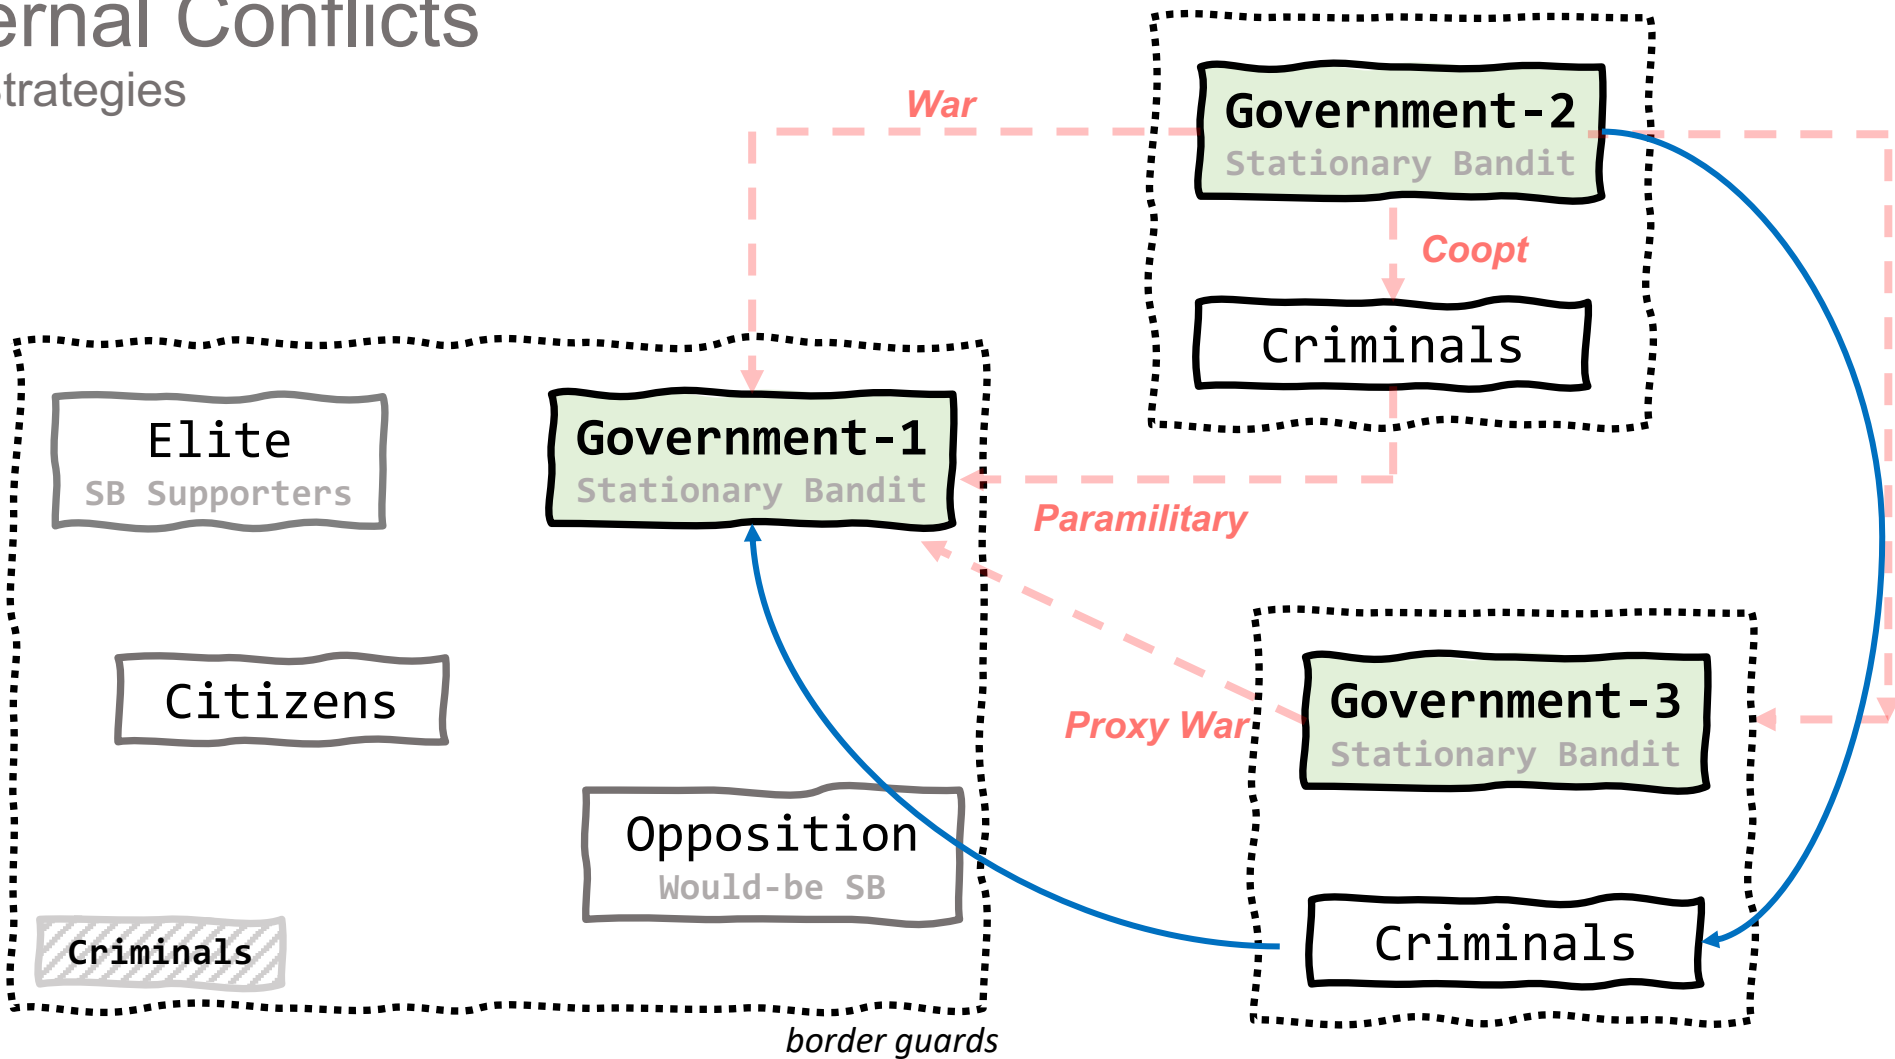 ernal Conflicts
trategies
War
Government-2
Stationary Bandit
Coopt
Criminals
Elite
SB Supporters
Government-1
Stationary Bandit
Paramilitary
Citizens
Proxy War
Government-3
Stationary Bandit
Opposition
Would-be SB
Criminals
Criminals
border guards